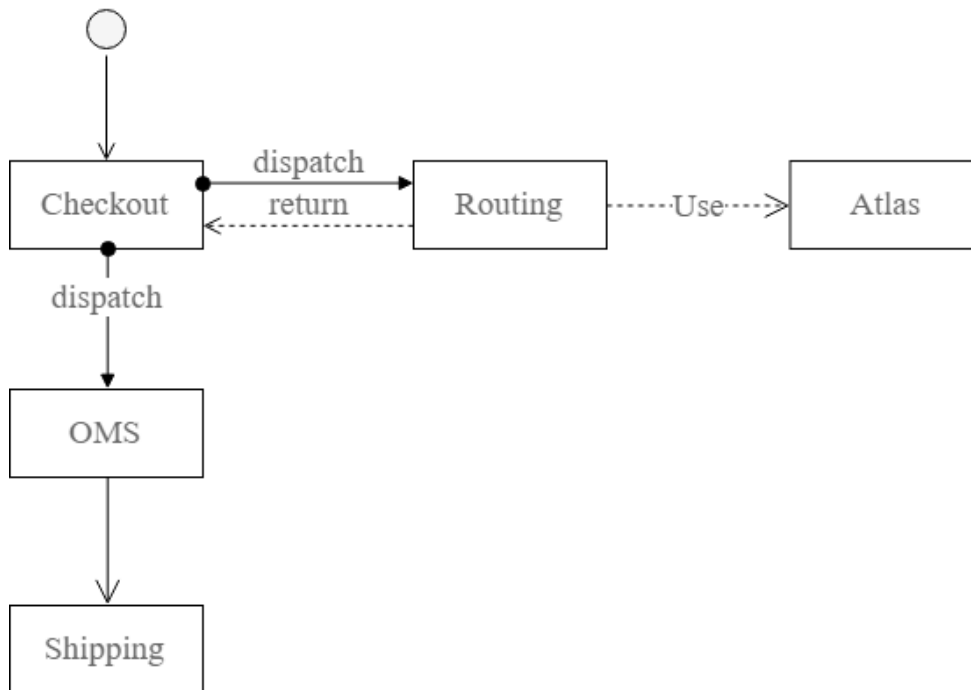 dispatch
Checkout
return
Routing
Use
Atlas
dispatch
OMS
Shipping